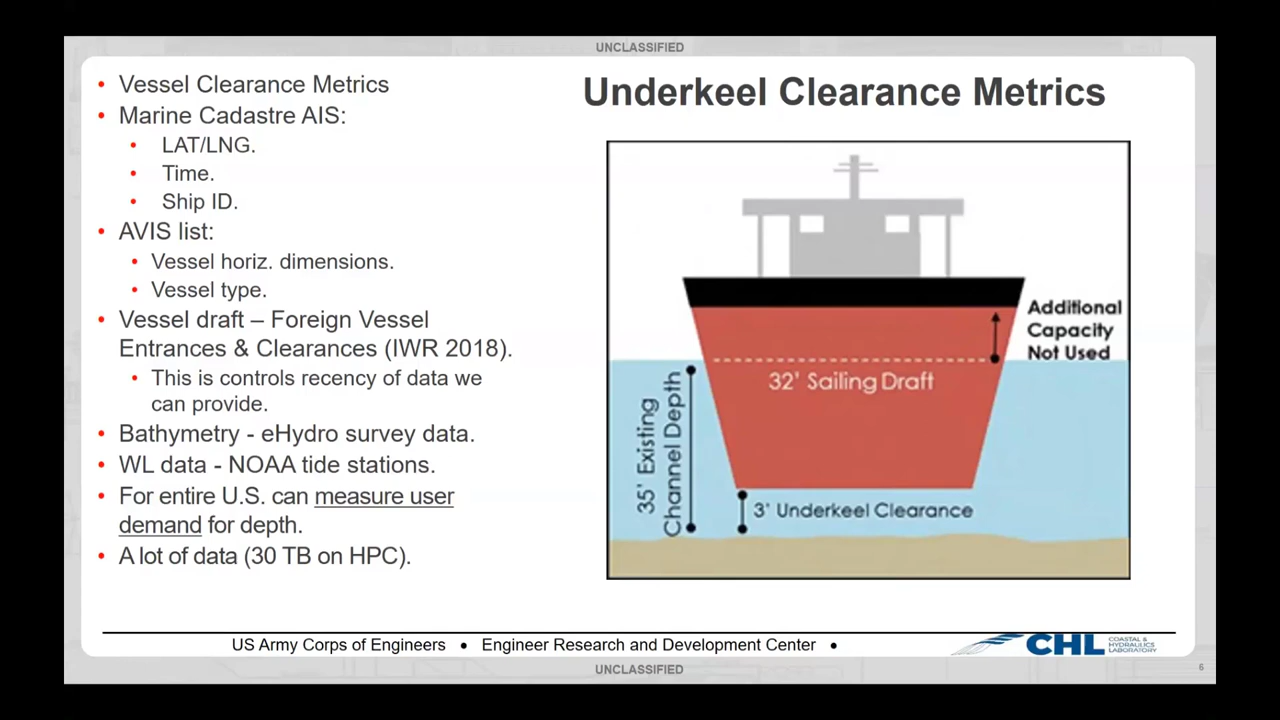 UNCLASSIFIED
Underkeel Clearance Metrics
• Vessel Clearance Metrics
• Marine Cadastre AIS:
• LAT/LNG.
• Time.
• Ship ID.
• AVIS list:
• Vessel horiz. dimensions.
• Vessel type.
• Vessel draft – Foreign Vessel
Entrances & Clearances (IWR 2018).
• This is controls recency of data we
can provide.
• Bathymetry - eHydro survey data.
• WL data - NOAA tide stations.
• For entire U.S. can measure user
demand for depth.
• A lot of data (30 TB on HPC).
Additional
Capacity
Not Used
32' Sailing Draft
35' Existing
Channel Depth
3' Underkeel Clearance
US Army Corps of Engineers • Engineer Research and Development Center •
CHL
COASTAL &
HYDRAULICS
LABORATORY
UNCLASSIFIED
6